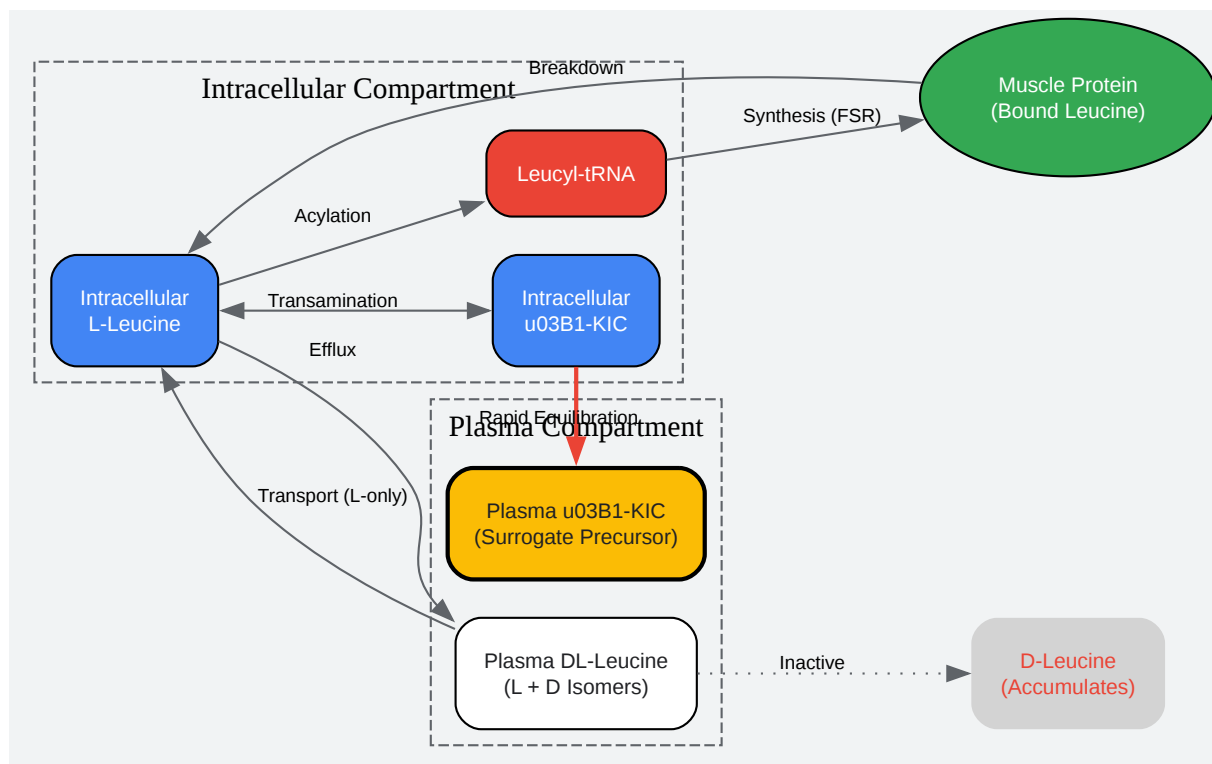 Breakdown
Intracellular Compartment
Muscle Protein
(Bound Leucine)
Synthesis (FSR)
Leucyl-tRNA
Acylation
Intracellular
L-Leucine
Transamination
Intracellular
u03B1-KIC
Efflux
Rapid Equilibration
Plasma Compartment
Transport (L-only)
Plasma u03B1-KIC
(Surrogate Precursor)
Plasma DL-Leucine
(L + D Isomers)
Inactive
D-Leucine
(Accumulates)